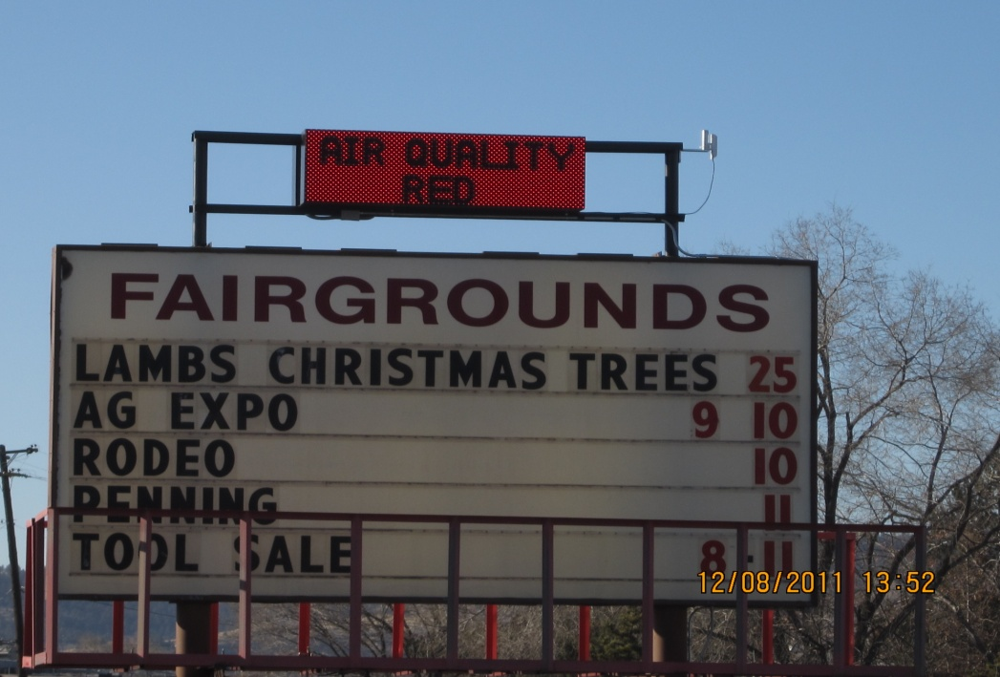 AIR QUALITY
RED
FAIRGROUNDS
LAMBS CHRISTMAS TREES 25
AG EXPO 9 10
RODEO 10
PENNING 11
TOOL SALE 8-11
12/08/2011 13:52